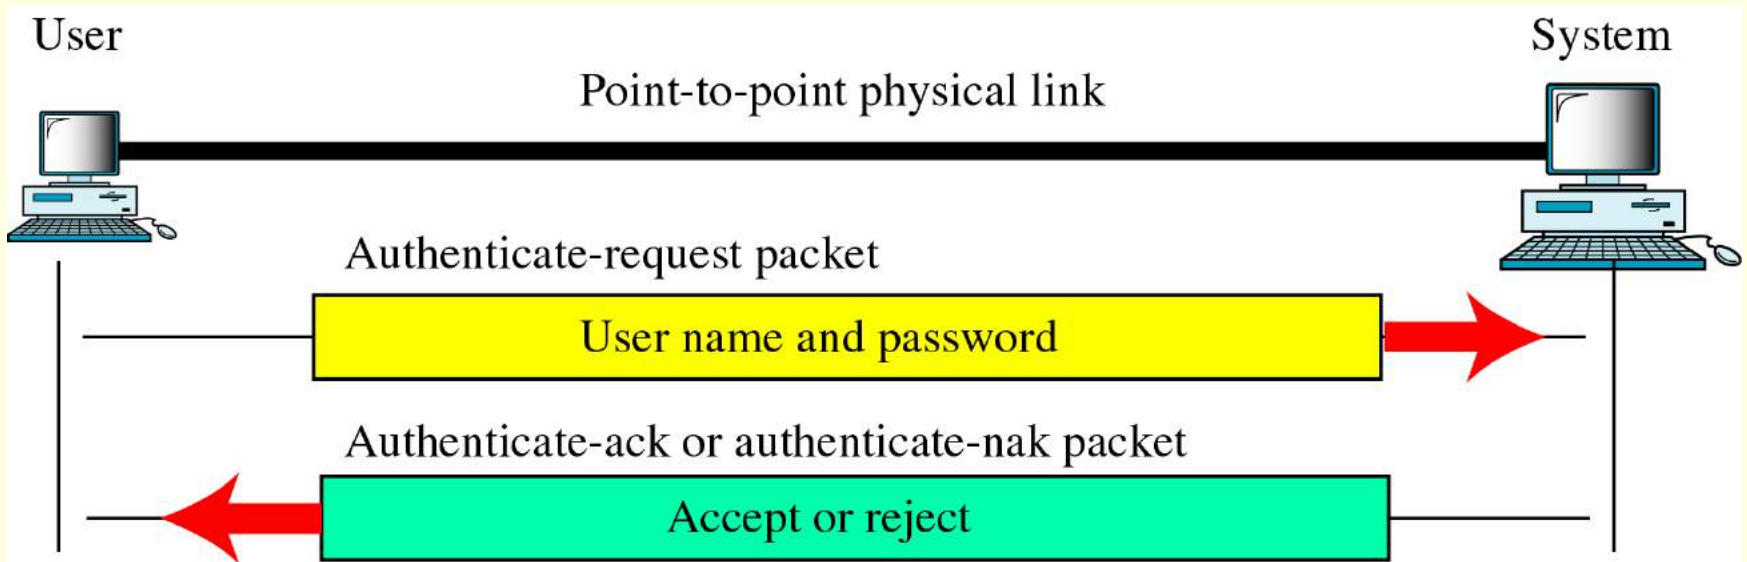 User
System
Point-to-point physical link
Authenticate-request packet
User name and password
Authenticate-ack or authenticate-nak packet
Accept or reject